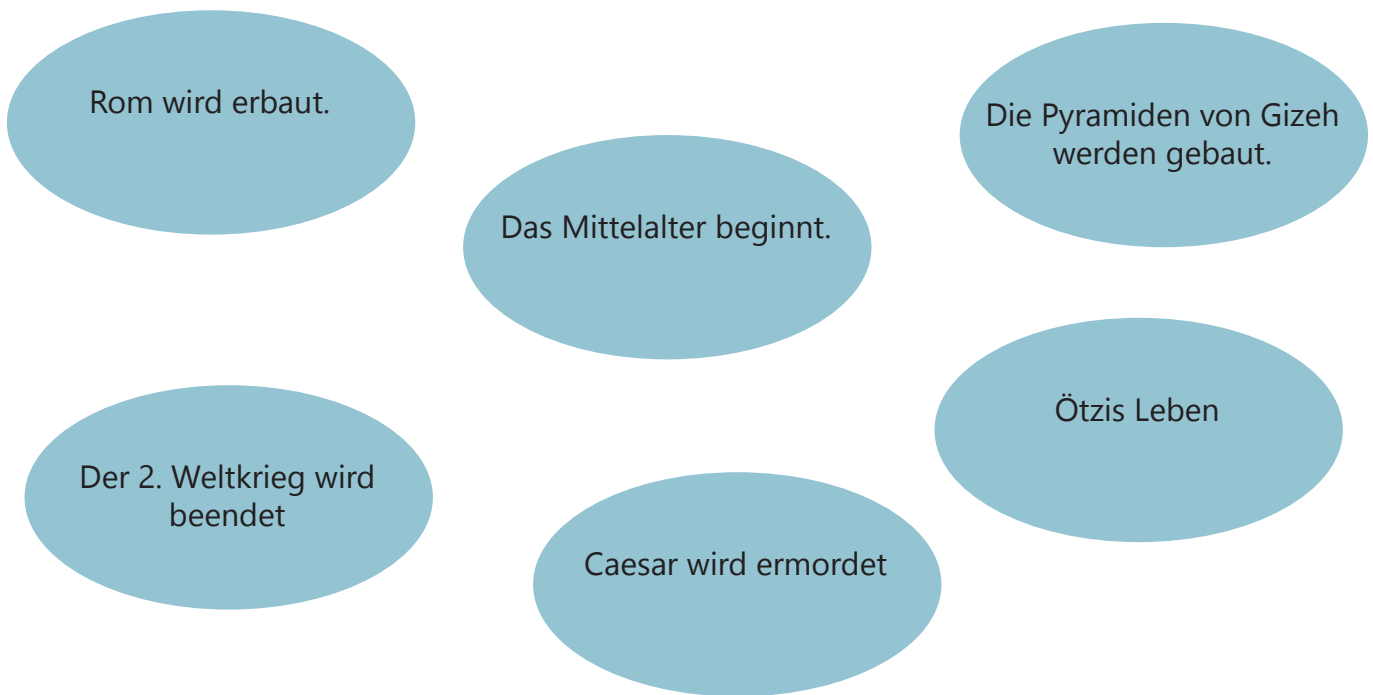 Rom wird erbaut.
Die Pyramiden von Gizeh
werden gebaut.
Das Mittelalter beginnt.
Ötzis Leben
Der 2. Weltkrieg wird
beendet
Caesar wird ermordet